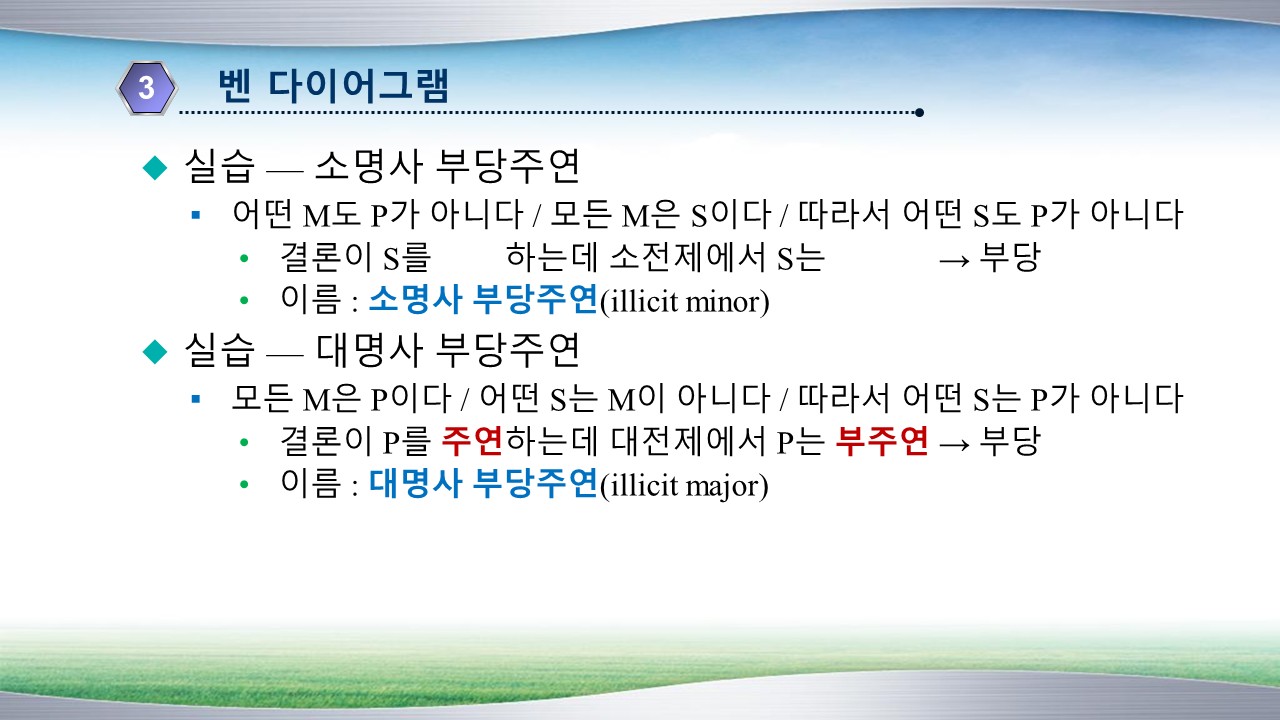 3 벤 다이어그램
실습 — 소명사 부당주연
어떤 M도 P가 아니다 / 모든 M은 S이다 / 따라서 어떤 S도 P가 아니다
결론이 S를 하는데 소전제에서 S는 → 부당
이름 : 소명사 부당주연(illicit minor)
실습 — 대명사 부당주연
모든 M은 P이다 / 어떤 S는 M이 아니다 / 따라서 어떤 S는 P가 아니다
결론이 P를 주연하는데 대전제에서 P는 부주연 → 부당
이름 : 대명사 부당주연(illicit major)